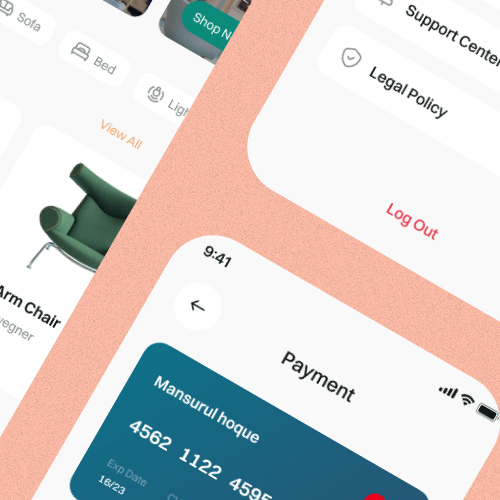 Shop N
Sofa
Bed
Ligh
View All
Arm Chair
wegner
Support Center
Legal Policy
Log Out
9:41
Payment
Mansurul hoque
4562 1122 4595
Exp Date
16/23